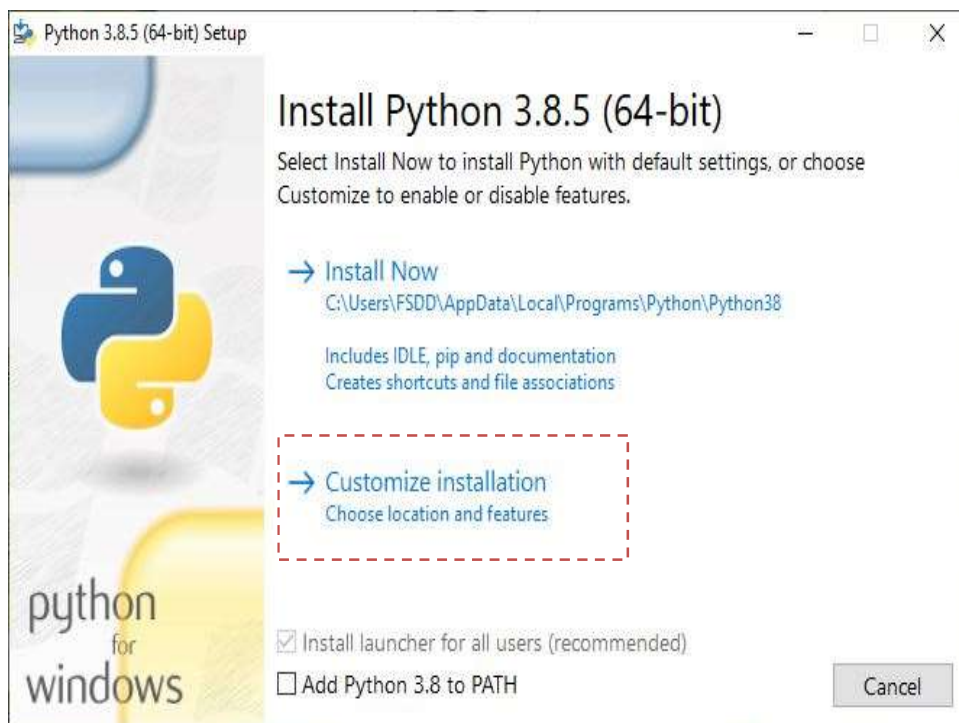 Python 3.8.5 (64-bit) Setup
Install Python 3.8.5 (64-bit)
Select Install Now to install Python with default settings, or choose
Customize to enable or disable features.
Install Now
C:\Users\FSDD\AppData\Local\Programs\Python\Python38
Includes IDLE, pip and documentation
Creates shortcuts and file associations
Customize installation
Choose location and features
python
for
windows
Install launcher for all users (recommended)
Add Python 3.8 to PATH
Cancel